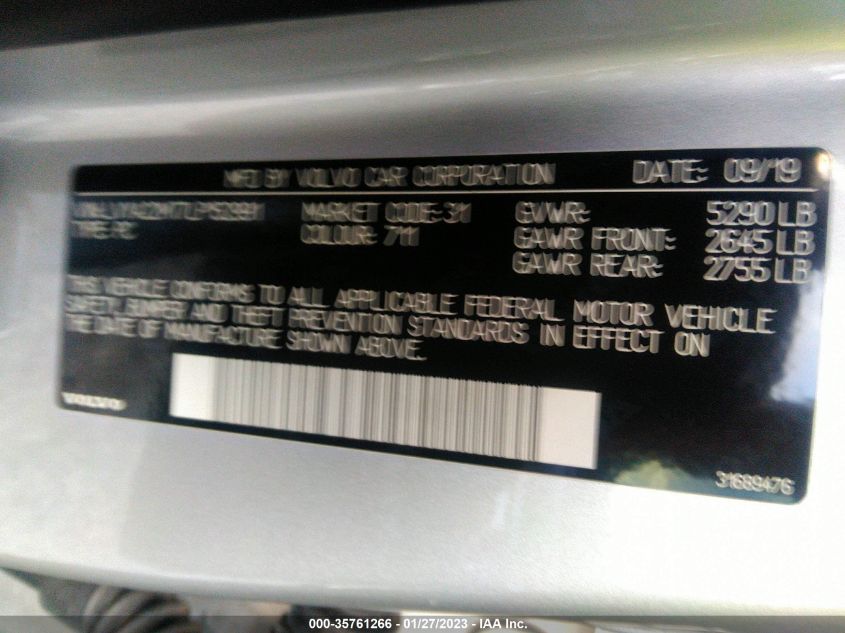 MFD BY VOLVO CAR CORPORATION DATE: 09/19
MARKET CODE: 31 GVWR: 5290 LB
TYPE: PC COLOUR: 711 GAWR FRONT: 2645 LB
GAWR REAR: 2755 LB
THIS VEHICLE CONFORMS TO ALL APPLICABLE FEDERAL MOTOR VEHICLE
SAFETY, BUMPER AND THEFT PREVENTION STANDARDS IN EFFECT ON
THE DATE OF MANUFACTURE SHOWN ABOVE.
VOLVO
31689476
000-35761266 - 01/27/2023 - IAA Inc.